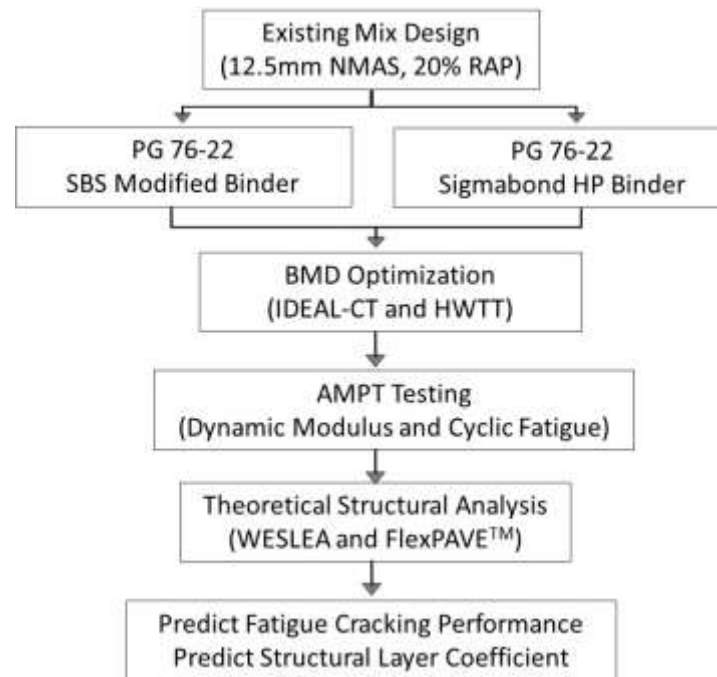 Existing Mix Design
(12.5mm NMAS, 20% RAP)
PG 76-22
SBS Modified Binder
PG 76-22
Sigmabond HP Binder
BMD Optimization
(IDEAL-CT and HWTT)
AMPT Testing
(Dynamic Modulus and Cyclic Fatigue)
Theoretical Structural Analysis
(WESLEA and FlexPAVE™)
Predict Fatigue Cracking Performance
Predict Structural Layer Coefficient